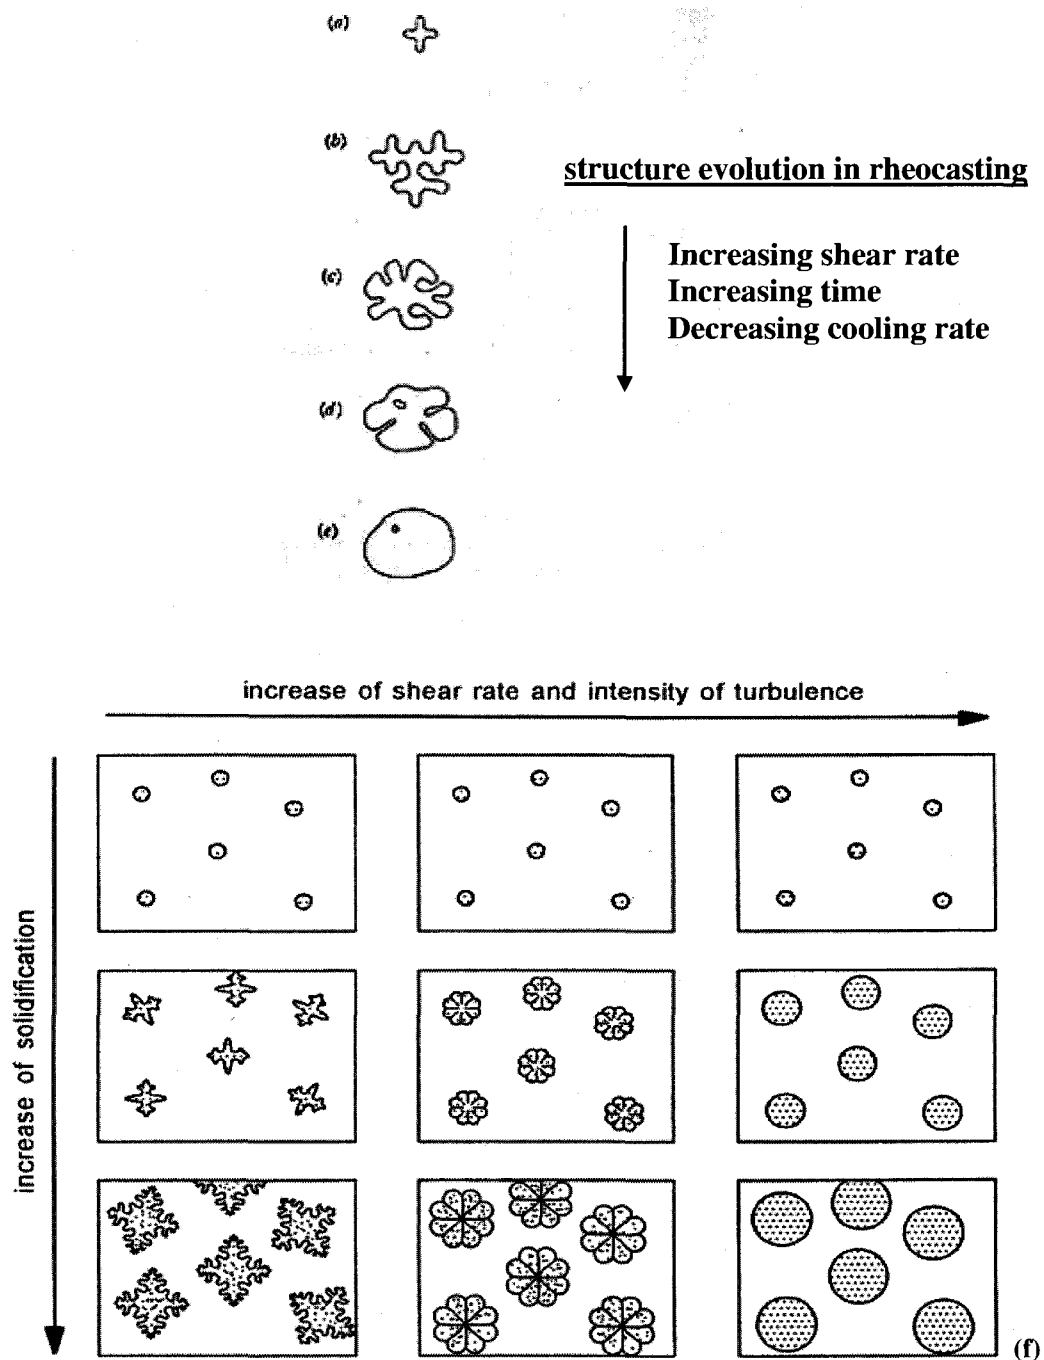 (a)
(b)
structure evolution in rheocasting
Increasing shear rate
(c)
Increasing time
Decreasing cooling rate
(d)
(e)
increase of shear rate and intensity of turbulence
increase of solidification
(f)